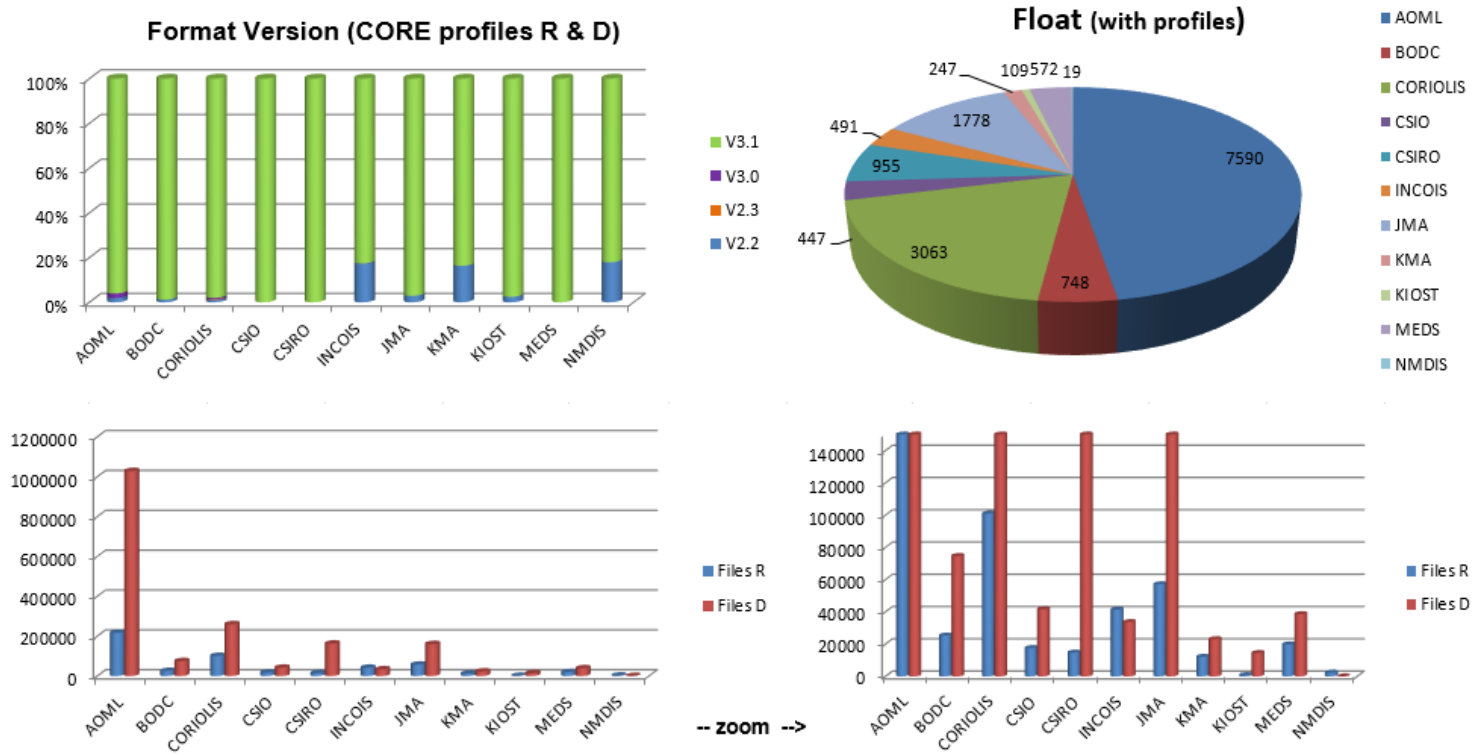 Format Version (CORE profiles R & D)
100%
80%
60%
40%
20%
0%
AOML
BODC
CORIOLIS
CSIO
CSIRO
INCOIS
JMA
KMA
KIOST
MEDS
NMDIS
V3.1
V3.0
V2.3
V2.2
Float (with profiles)
7590
748
3063
447
955
491
1778
247
109
572
19
AOML
BODC
CORIOLIS
CSIO
CSIRO
INCOIS
JMA
KMA
KIOST
MEDS
NMDIS
1200000
1000000
800000
600000
400000
200000
0
AOML
BODC
CORIOLIS
CSIO
CSIRO
INCOIS
JMA
KMA
KIOST
MEDS
NMDIS
Files R
Files D
-- zoom -->
140000
120000
100000
80000
60000
40000
20000
0
AOML
BODC
CORIOLIS
CSIO
CSIRO
INCOIS
JMA
KMA
KIOST
MEDS
NMDIS
Files R
Files D